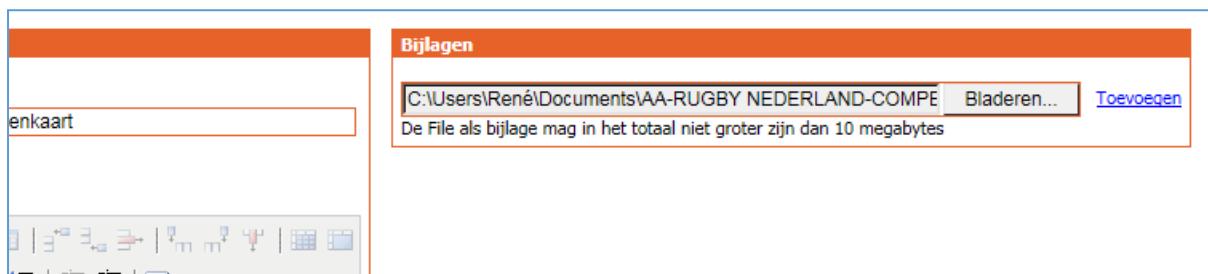 Bijlagen
C:\Users\René\Documents\AA-RUGBY NEDERLAND-COMPE
Bladeren...
Toevoegen
De File als bijlage mag in het totaal niet groter zijn dan 10 megabytes
enkaart